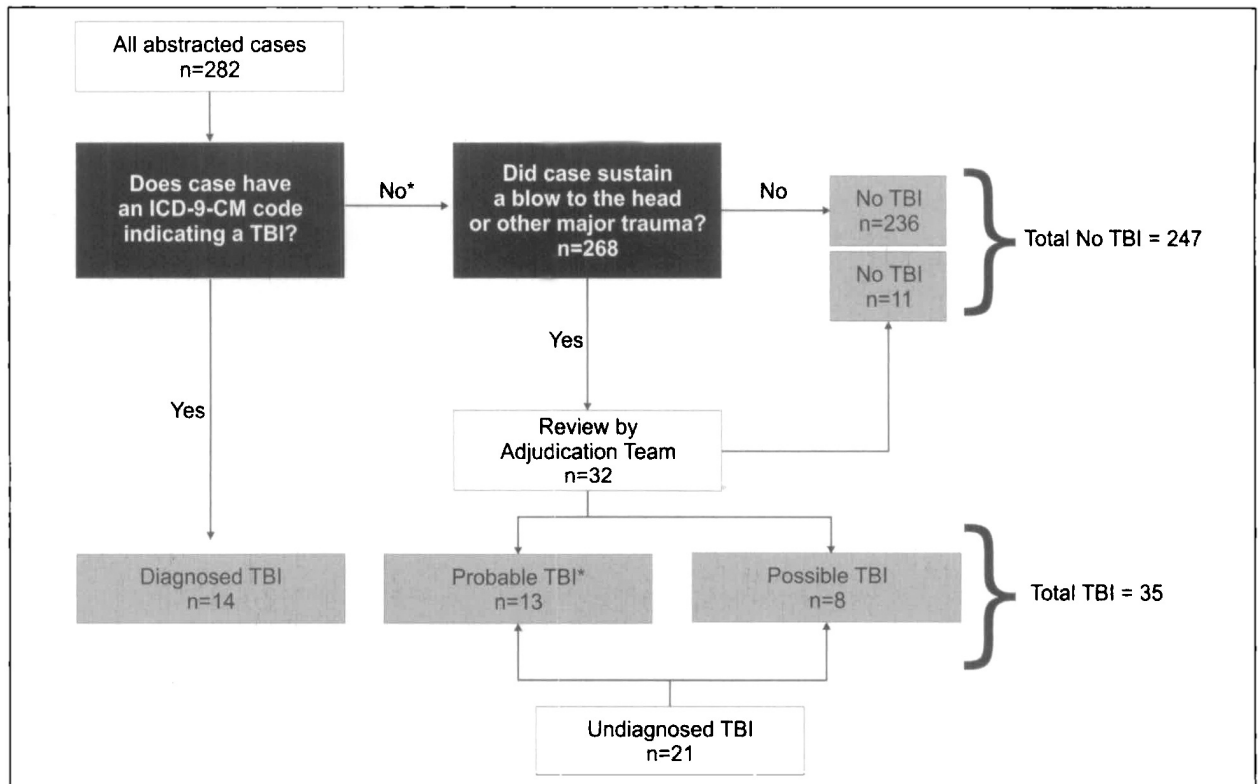 All abstracted cases
n=282
Does case have
an ICD-9-CM code
indicating a TBI?
No*
Did case sustain
a blow to the head
or other major trauma?
n=268
No
No TBI
n=236
No TBI
n=11
Total No TBI = 247
Yes
Yes
Review by
Adjudication Team
n=32
Diagnosed TBI
n=14
Probable TBI*
n=13
Possible TBI
n=8
Total TBI = 35
Undiagnosed TBI
n=21